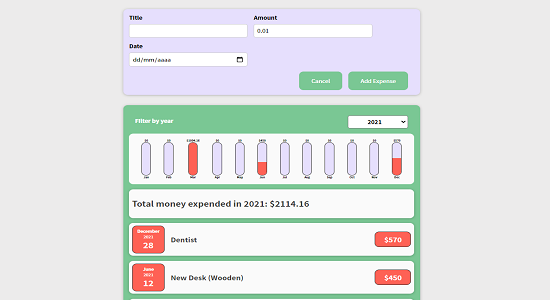 Title Amount
0.01
Date
dd/mm/aaaa
Cancel Add Expense
Filter by year 2021
$0 $0 $1094.16 $0 $0 $450 $0 $0 $0 $0 $0 $570
Jan Feb Mar Apr May Jun Jul Aug Sep Oct Nov Dec
Total money expended in 2021: $2114.16
December
2021
28
Dentist
$570
June
2021
12
New Desk (Wooden)
$450